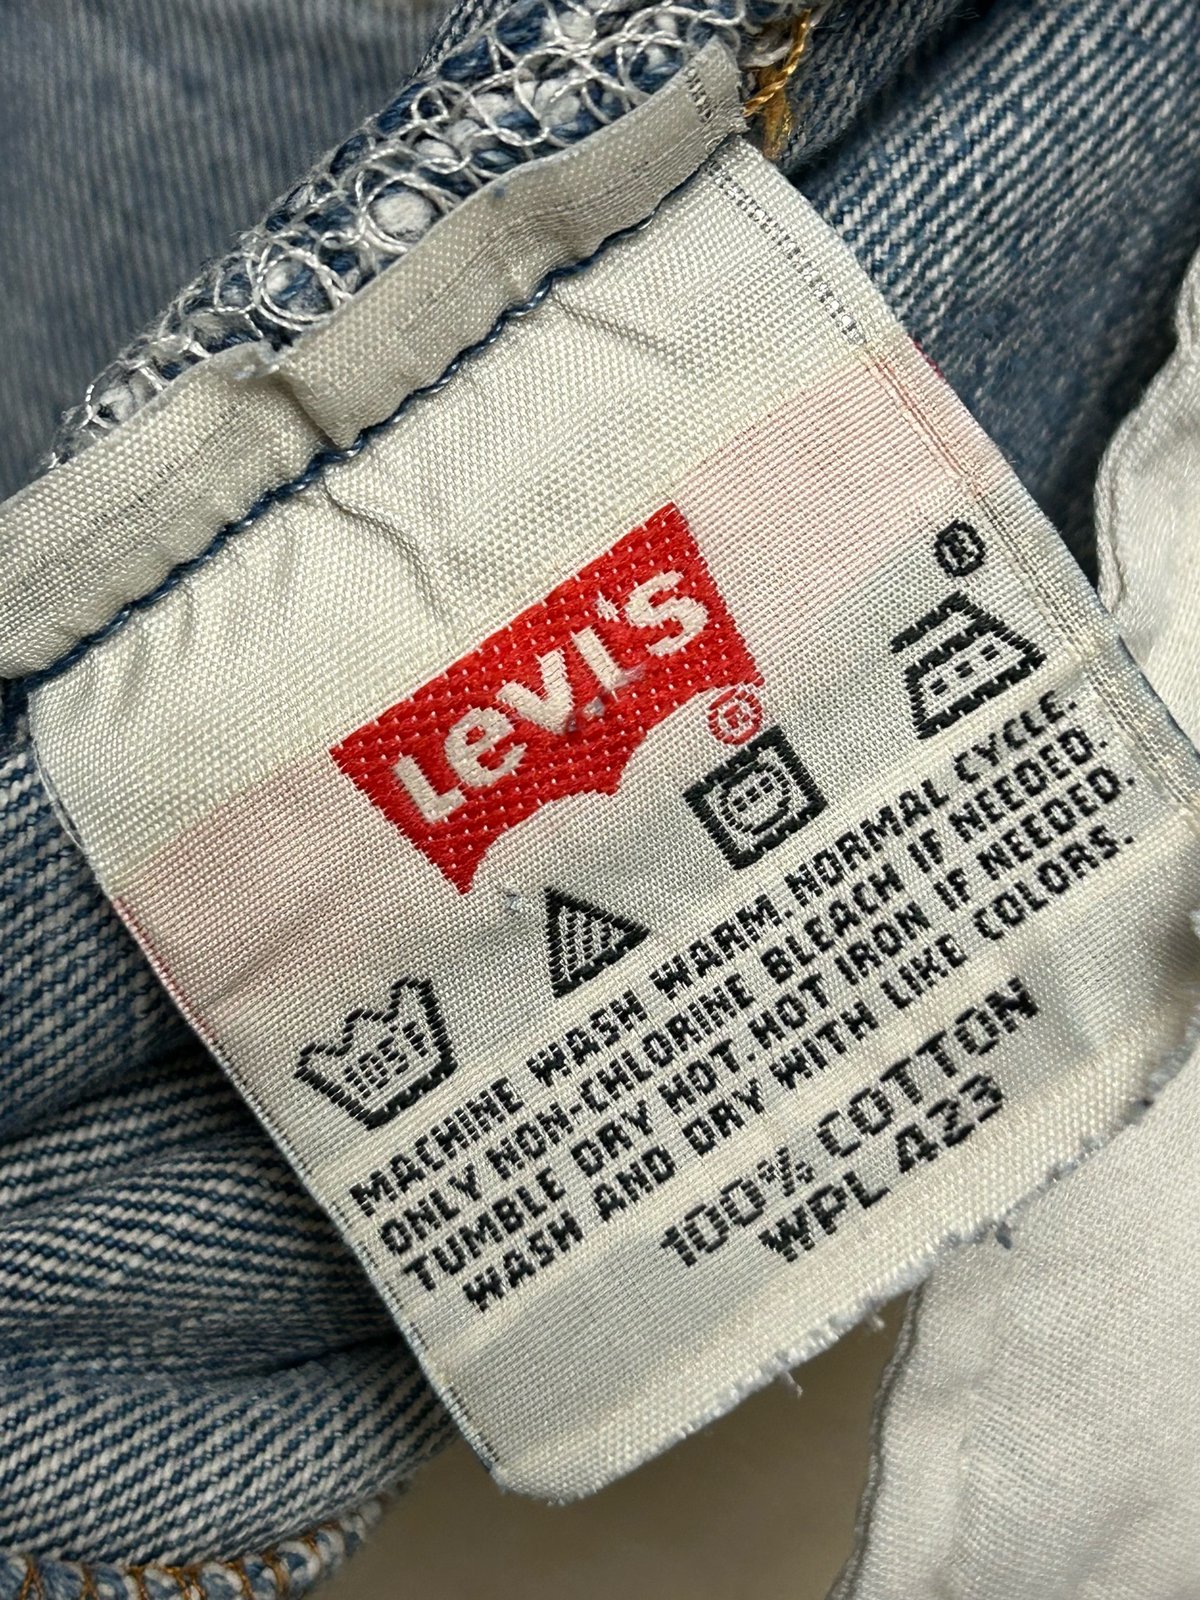 Levi's
®
®
105°F
MACHINE WASH WARM. NORMAL CYCLE.
ONLY NON-CHLORINE BLEACH IF NEEDED.
TUMBLE DRY HOT. HOT IRON IF NEEDED.
WASH AND DRY WITH LIKE COLORS.
100% COTTON
WPL 423